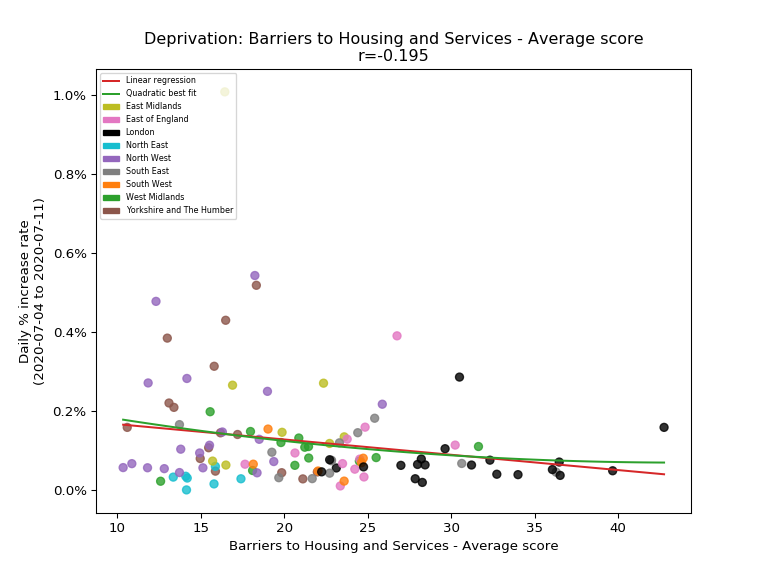 Deprivation: Barriers to Housing and Services - Average score
r=-0.195
Daily % increase rate
(2020-07-04 to 2020-07-11)
1.0%
0.8%
0.6%
0.4%
0.2%
0.0%
Linear regression
Quadratic best fit
East Midlands
East of England
London
North East
North West
South East
South West
West Midlands
Yorkshire and The Humber
10 15 20 25 30 35 40
Barriers to Housing and Services - Average score